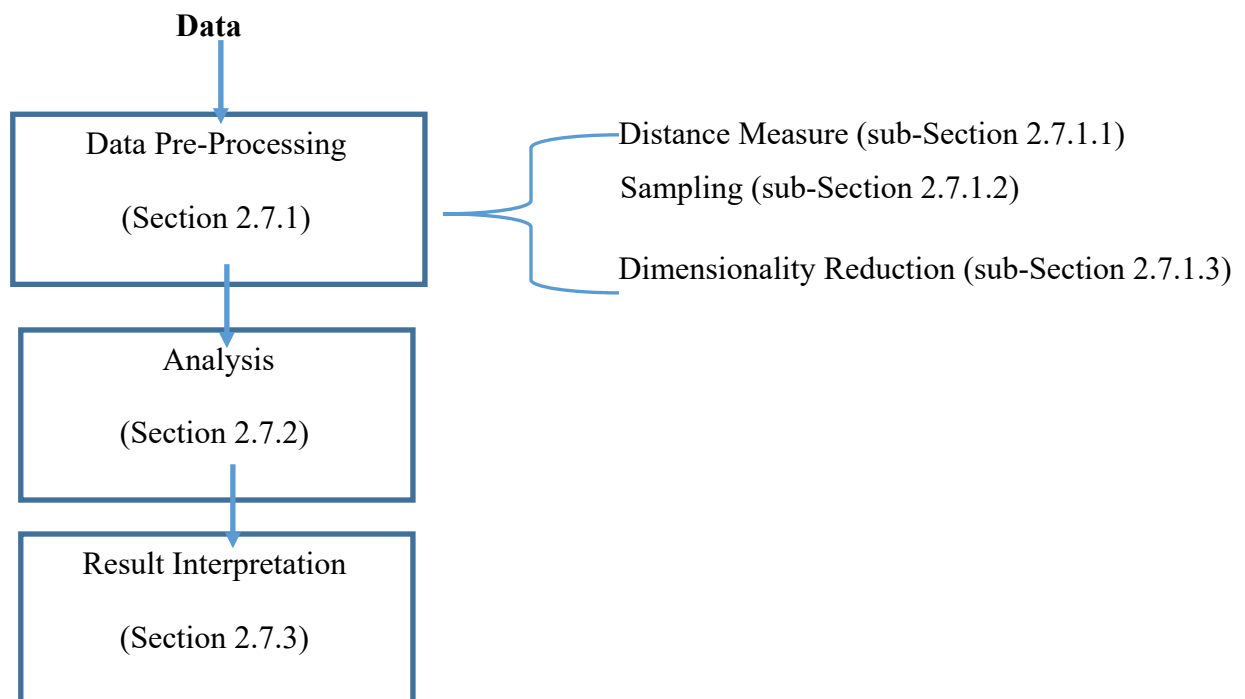 Data
Data Pre-Processing
(Section 2.7.1)
Distance Measure (sub-Section 2.7.1.1)
Sampling (sub-Section 2.7.1.2)
Dimensionality Reduction (sub-Section 2.7.1.3)
Analysis
(Section 2.7.2)
Result Interpretation
(Section 2.7.3)